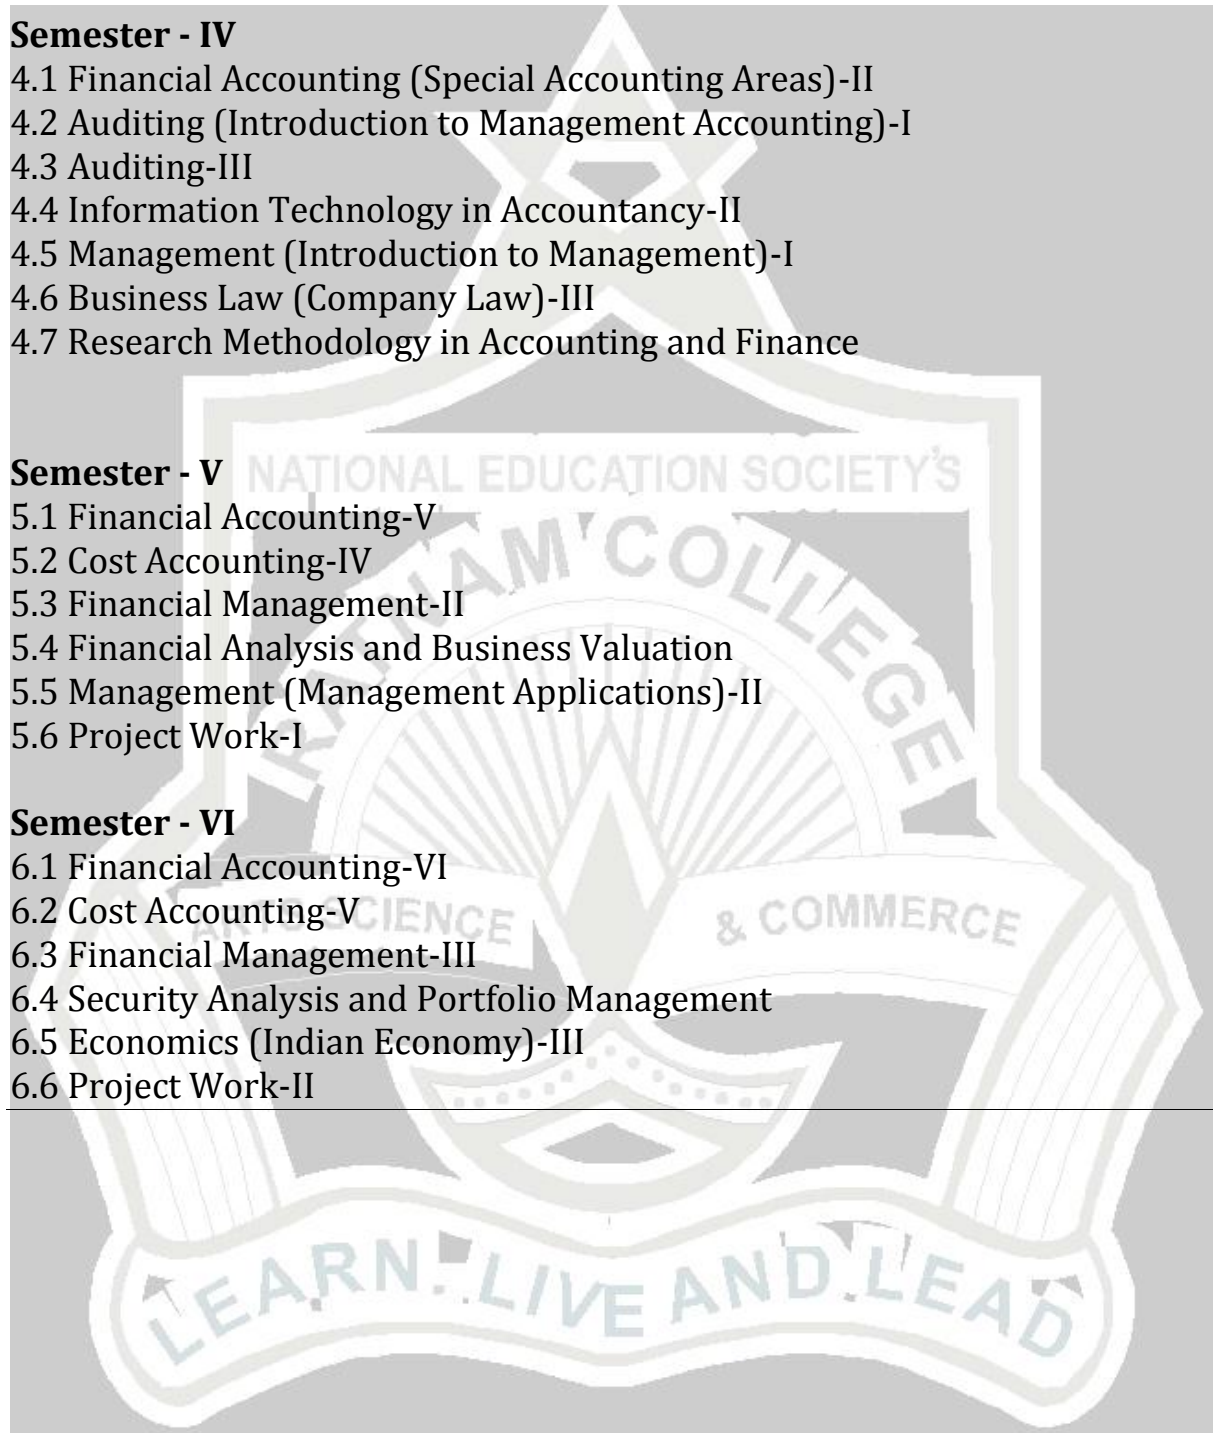 Semester - IV
4.1 Financial Accounting (Special Accounting Areas)-II
4.2 Auditing (Introduction to Management Accounting)-I
4.3 Auditing-III
4.4 Information Technology in Accountancy-II
4.5 Management (Introduction to Management)-I
4.6 Business Law (Company Law)-III
4.7 Research Methodology in Accounting and Finance
NATIONAL EDUCATION SOCIETY'S
Semester - V
5.1 Financial Accounting-V
5.2 Cost Accounting-IV
5.3 Financial Management-II
5.4 Financial Analysis and Business Valuation
5.5 Management (Management Applications)-II
5.6 Project Work-I
RATNAM COLLEGE
Semester - VI
6.1 Financial Accounting-VI
6.2 Cost Accounting-V
6.3 Financial Management-III
6.4 Security Analysis and Portfolio Management
6.5 Economics (Indian Economy)-III
6.6 Project Work-II
ARTS SCIENCE & COMMERCE
LEARN. LIVE AND LEAD